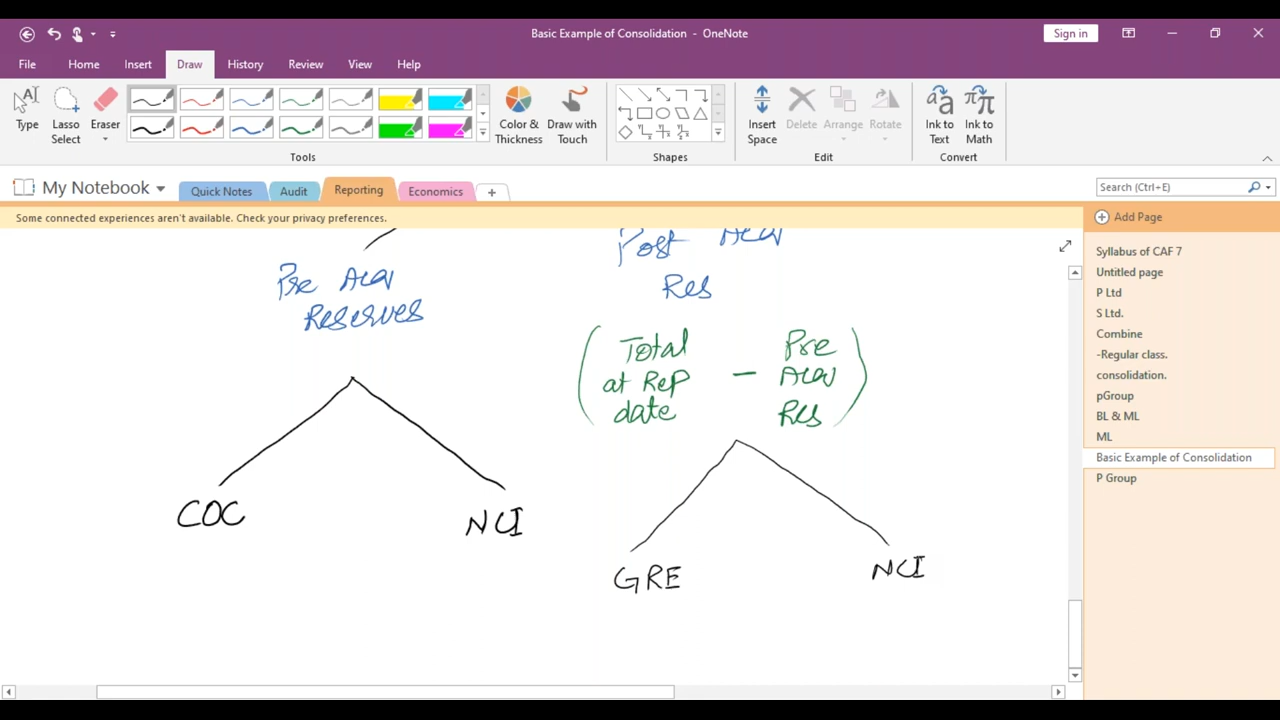 Basic Example of Consolidation - OneNote
Sign in
File Home Insert Draw History Review View Help
Type
Lasso Select
Eraser
Color & Thickness
Draw with Touch
Insert Space
Delete
Arrange
Rotate
Ink to Text
Ink to Math
Tools
Shapes
Edit
Convert
My Notebook
Quick Notes
Audit
Reporting
Economics
Search (Ctrl+E)
Some connected experiences aren't available. Check your privacy preferences.
Add Page
Syllabus of CAF 7
Untitled page
P Ltd
S Ltd.
Combine
-Regular class.
consolidation.
pGroup
BL & ML
ML
Basic Example of Consolidation
P Group
Post Acq
Res
Pre Acq
Reserves
(Total at Rep date - Pre Acq Res)
COC
NCI
GRE
NCI